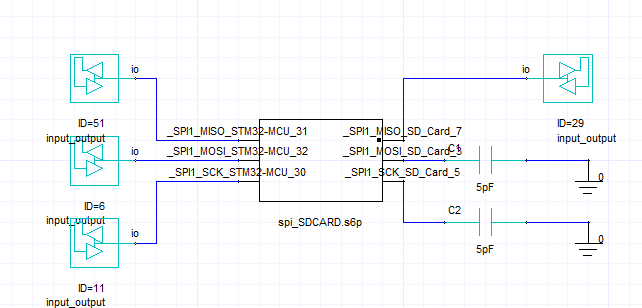 io
io
ID=51
input_output
ID=29
input_output
_SPI1_MISO_STM32-MCU_31
_SPI1_MISO_SD_Card_7
io
_SPI1_MOSI_STM32-MCU_32
_SPI1_MOSI_SD_Card_3
C1
_SPI1_SCK_STM32-MCU_30
_SPI1_SCK_SD_Card_5
0
5pF
ID=6
input_output
C2
spi_SDCARD.s6p
io
0
5pF
ID=11
input_output